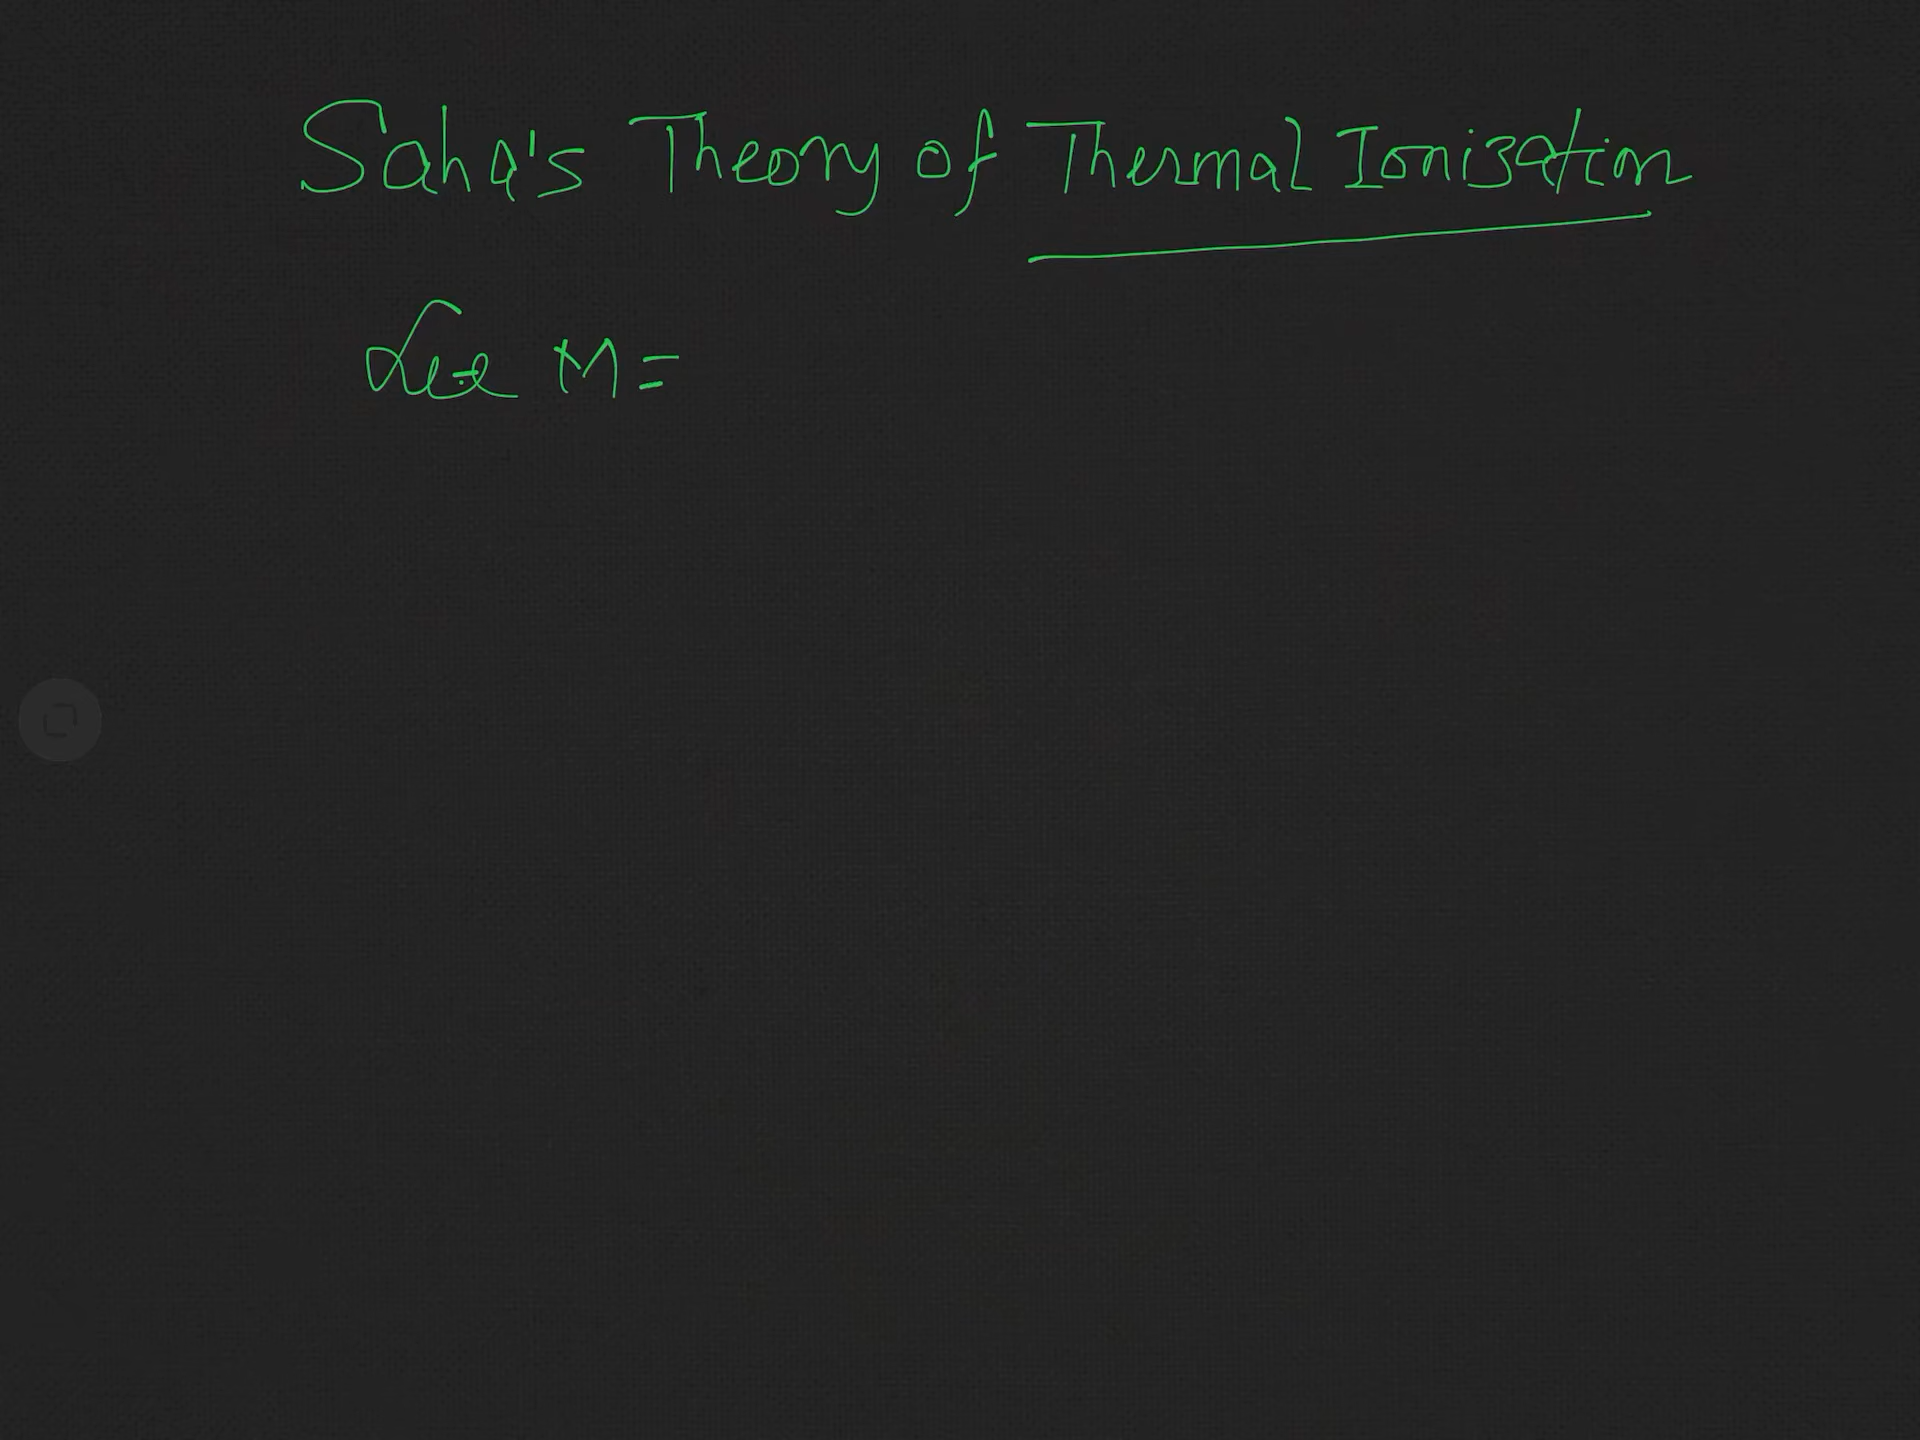 Saha's Theory of Thermal Ionization
Let M =